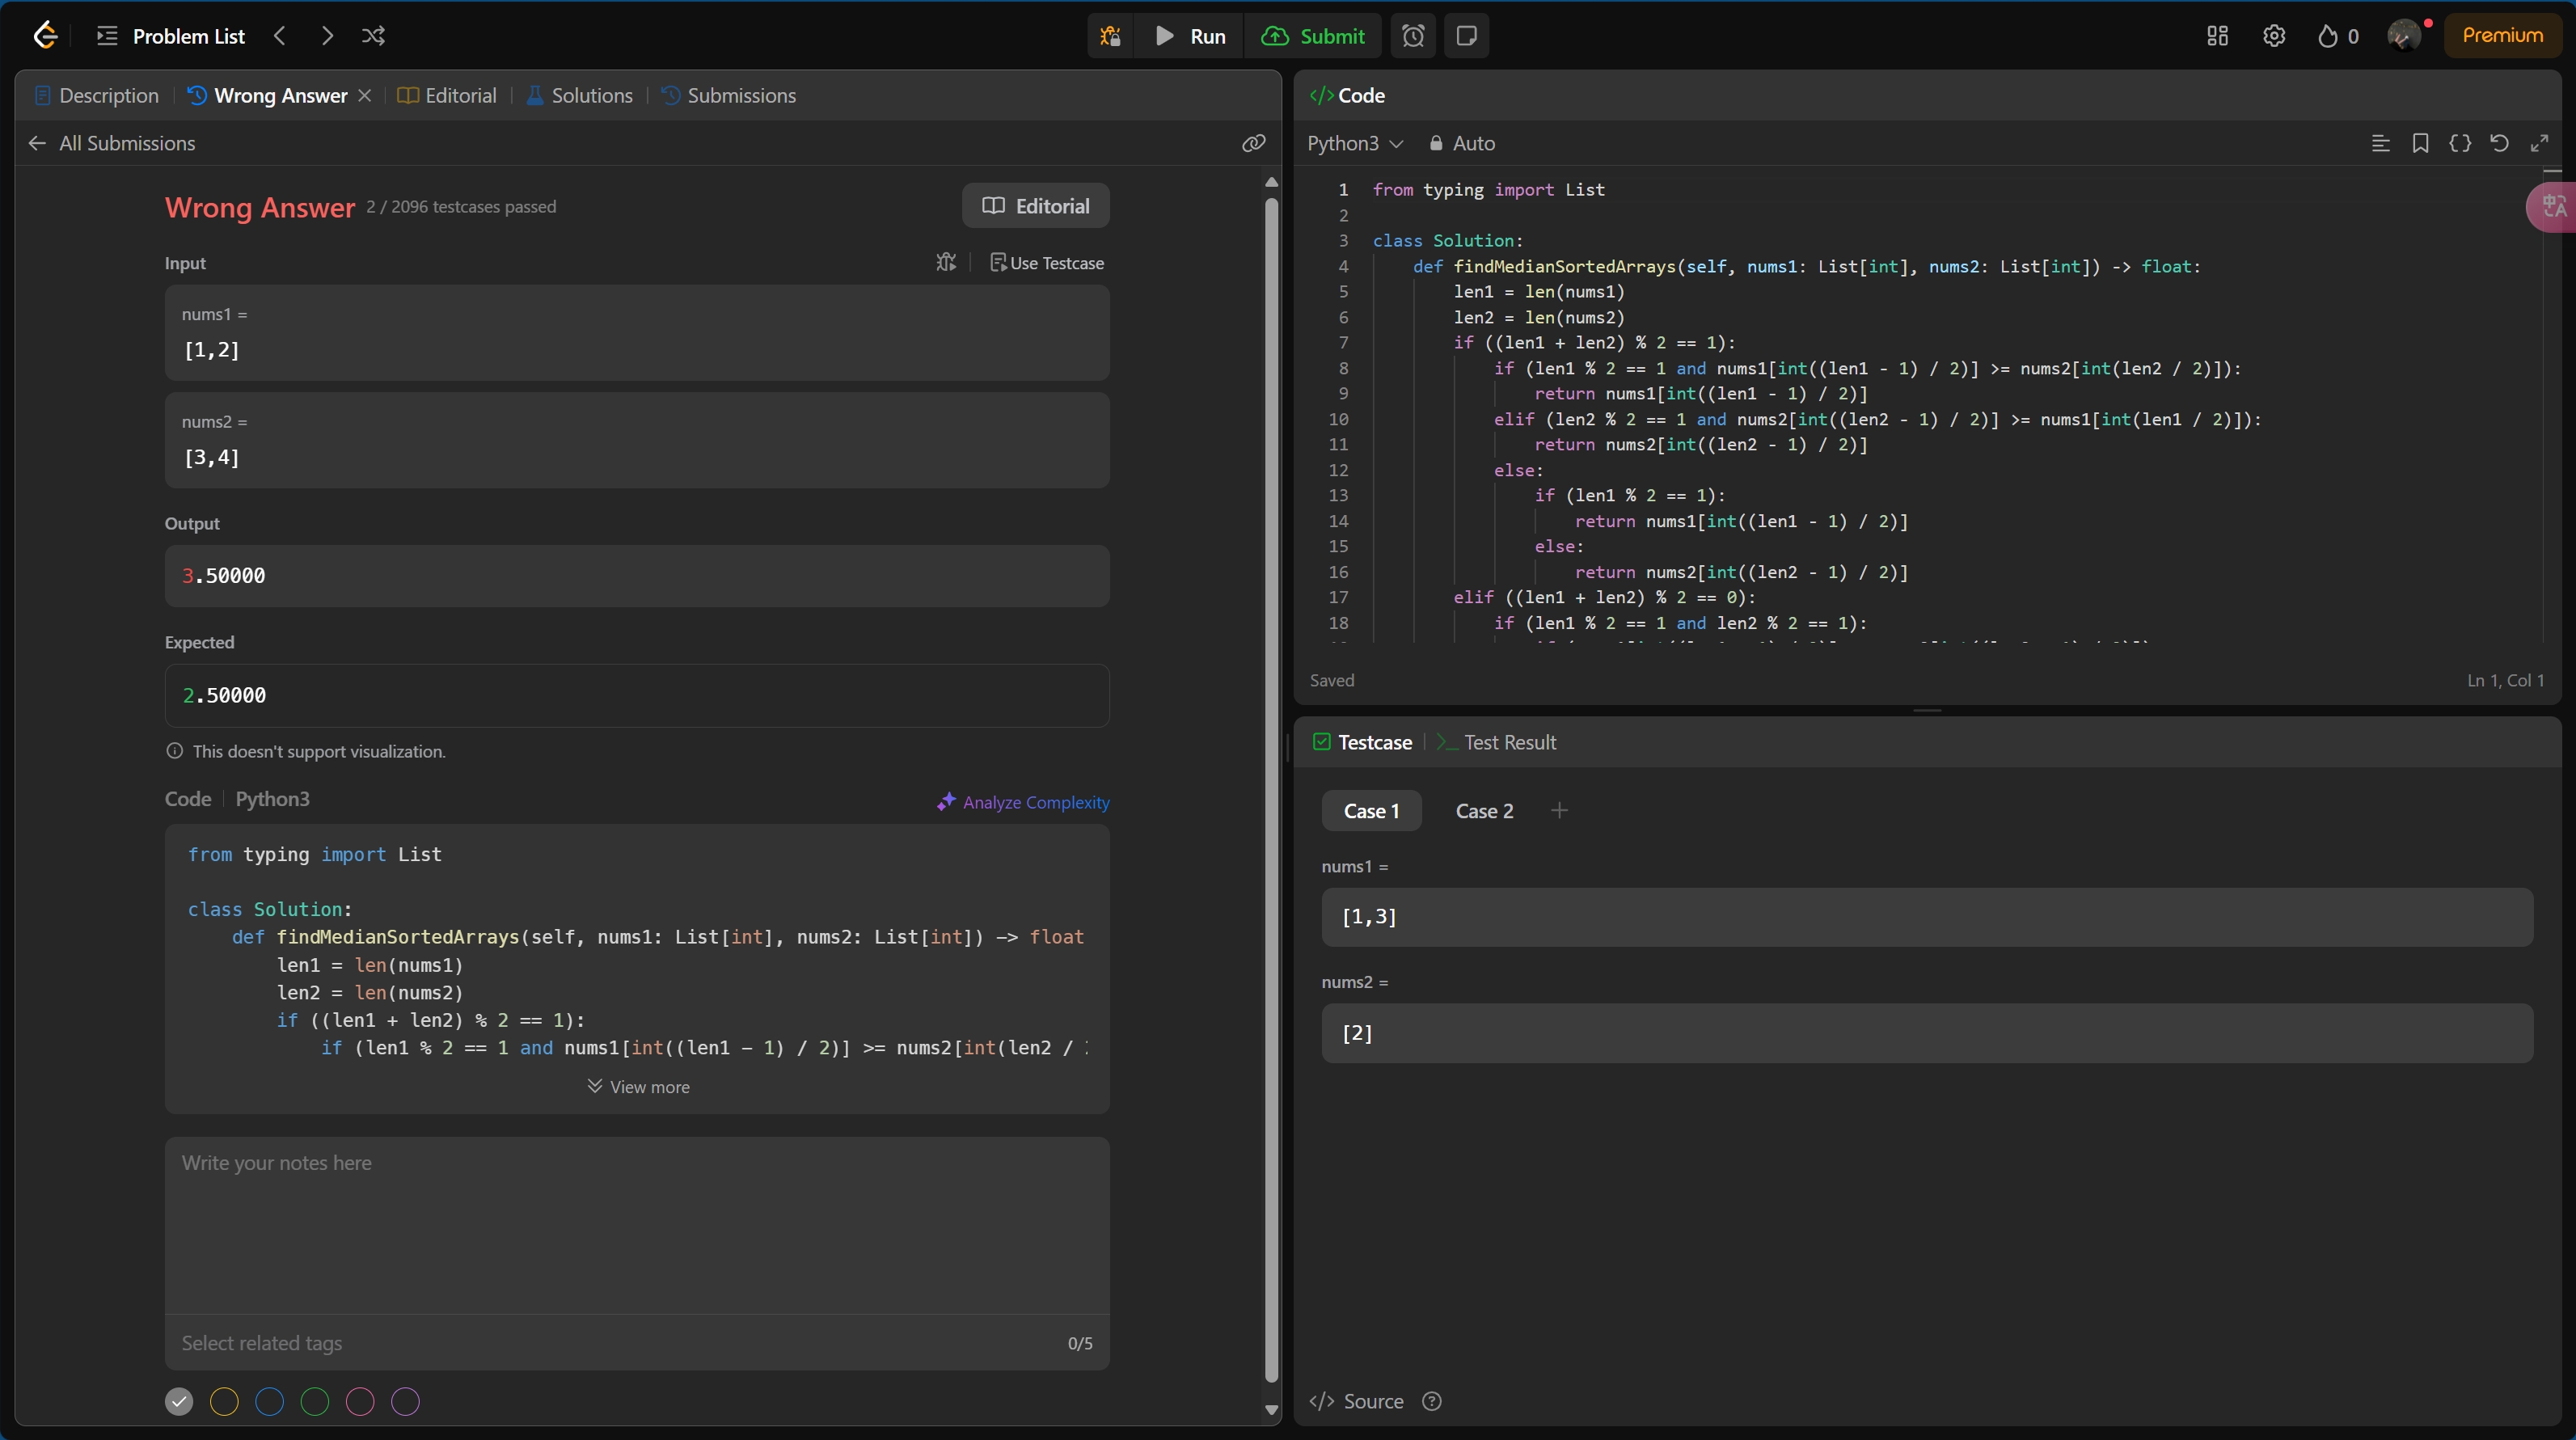 Problem List
Run
Submit
0
Premium
Description
Wrong Answer
Editorial
Solutions
Submissions
All Submissions
Wrong Answer 2 / 2096 testcases passed
Editorial
Input
Use Testcase
nums1 =
[1,2]
nums2 =
[3,4]
Output
3.50000
Expected
2.50000
This doesn't support visualization.
Code
Python3
Analyze Complexity
from typing import List
class Solution:
    def findMedianSortedArrays(self, nums1: List[int], nums2: List[int]) -> float
        len1 = len(nums1)
        len2 = len(nums2)
        if ((len1 + len2) % 2 == 1):
            if (len1 % 2 == 1 and nums1[int((len1 - 1) / 2)] >= nums2[int(len2 /
View more
Write your notes here
Select related tags
0/5
</> Code
Python3
Auto
1 from typing import List
2
3 class Solution:
4     def findMedianSortedArrays(self, nums1: List[int], nums2: List[int]) -> float:
5         len1 = len(nums1)
6         len2 = len(nums2)
7         if ((len1 + len2) % 2 == 1):
8             if (len1 % 2 == 1 and nums1[int((len1 - 1) / 2)] >= nums2[int(len2 / 2)]):
9                 return nums1[int((len1 - 1) / 2)]
10             elif (len2 % 2 == 1 and nums2[int((len2 - 1) / 2)] >= nums1[int(len1 / 2)]):
11                 return nums2[int((len2 - 1) / 2)]
12             else:
13                 if (len1 % 2 == 1):
14                     return nums1[int((len1 - 1) / 2)]
15                 else:
16                     return nums2[int((len2 - 1) / 2)]
17         elif ((len1 + len2) % 2 == 0):
18             if (len1 % 2 == 1 and len2 % 2 == 1):
中A
Saved
Ln 1, Col 1
Testcase
Test Result
Case 1
Case 2
nums1 =
[1,3]
nums2 =
[2]
</> Source